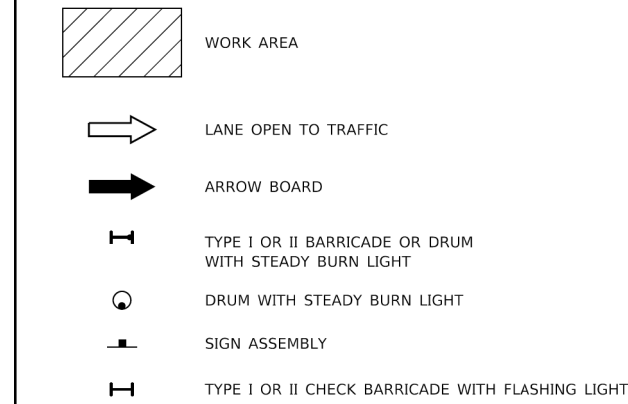 WORK AREA
LANE OPEN TO TRAFFIC
ARROW BOARD
TYPE I OR II BARRICADE OR DRUM
WITH STEADY BURN LIGHT
DRUM WITH STEADY BURN LIGHT
SIGN ASSEMBLY
TYPE I OR II CHECK BARRICADE WITH FLASHING LIGHT